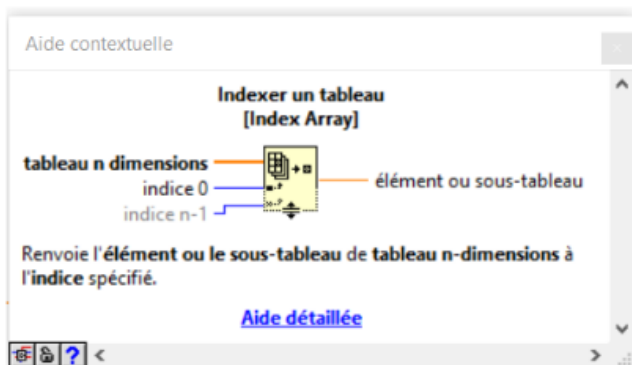 Aide contextuelle
Indexer un tableau
[Index Array]
tableau n dimensions
indice 0
indice n-1
élément ou sous-tableau
Renvoie l'élément ou le sous-tableau de tableau n-dimensions à
l'indice spécifié.
Aide détaillée
?